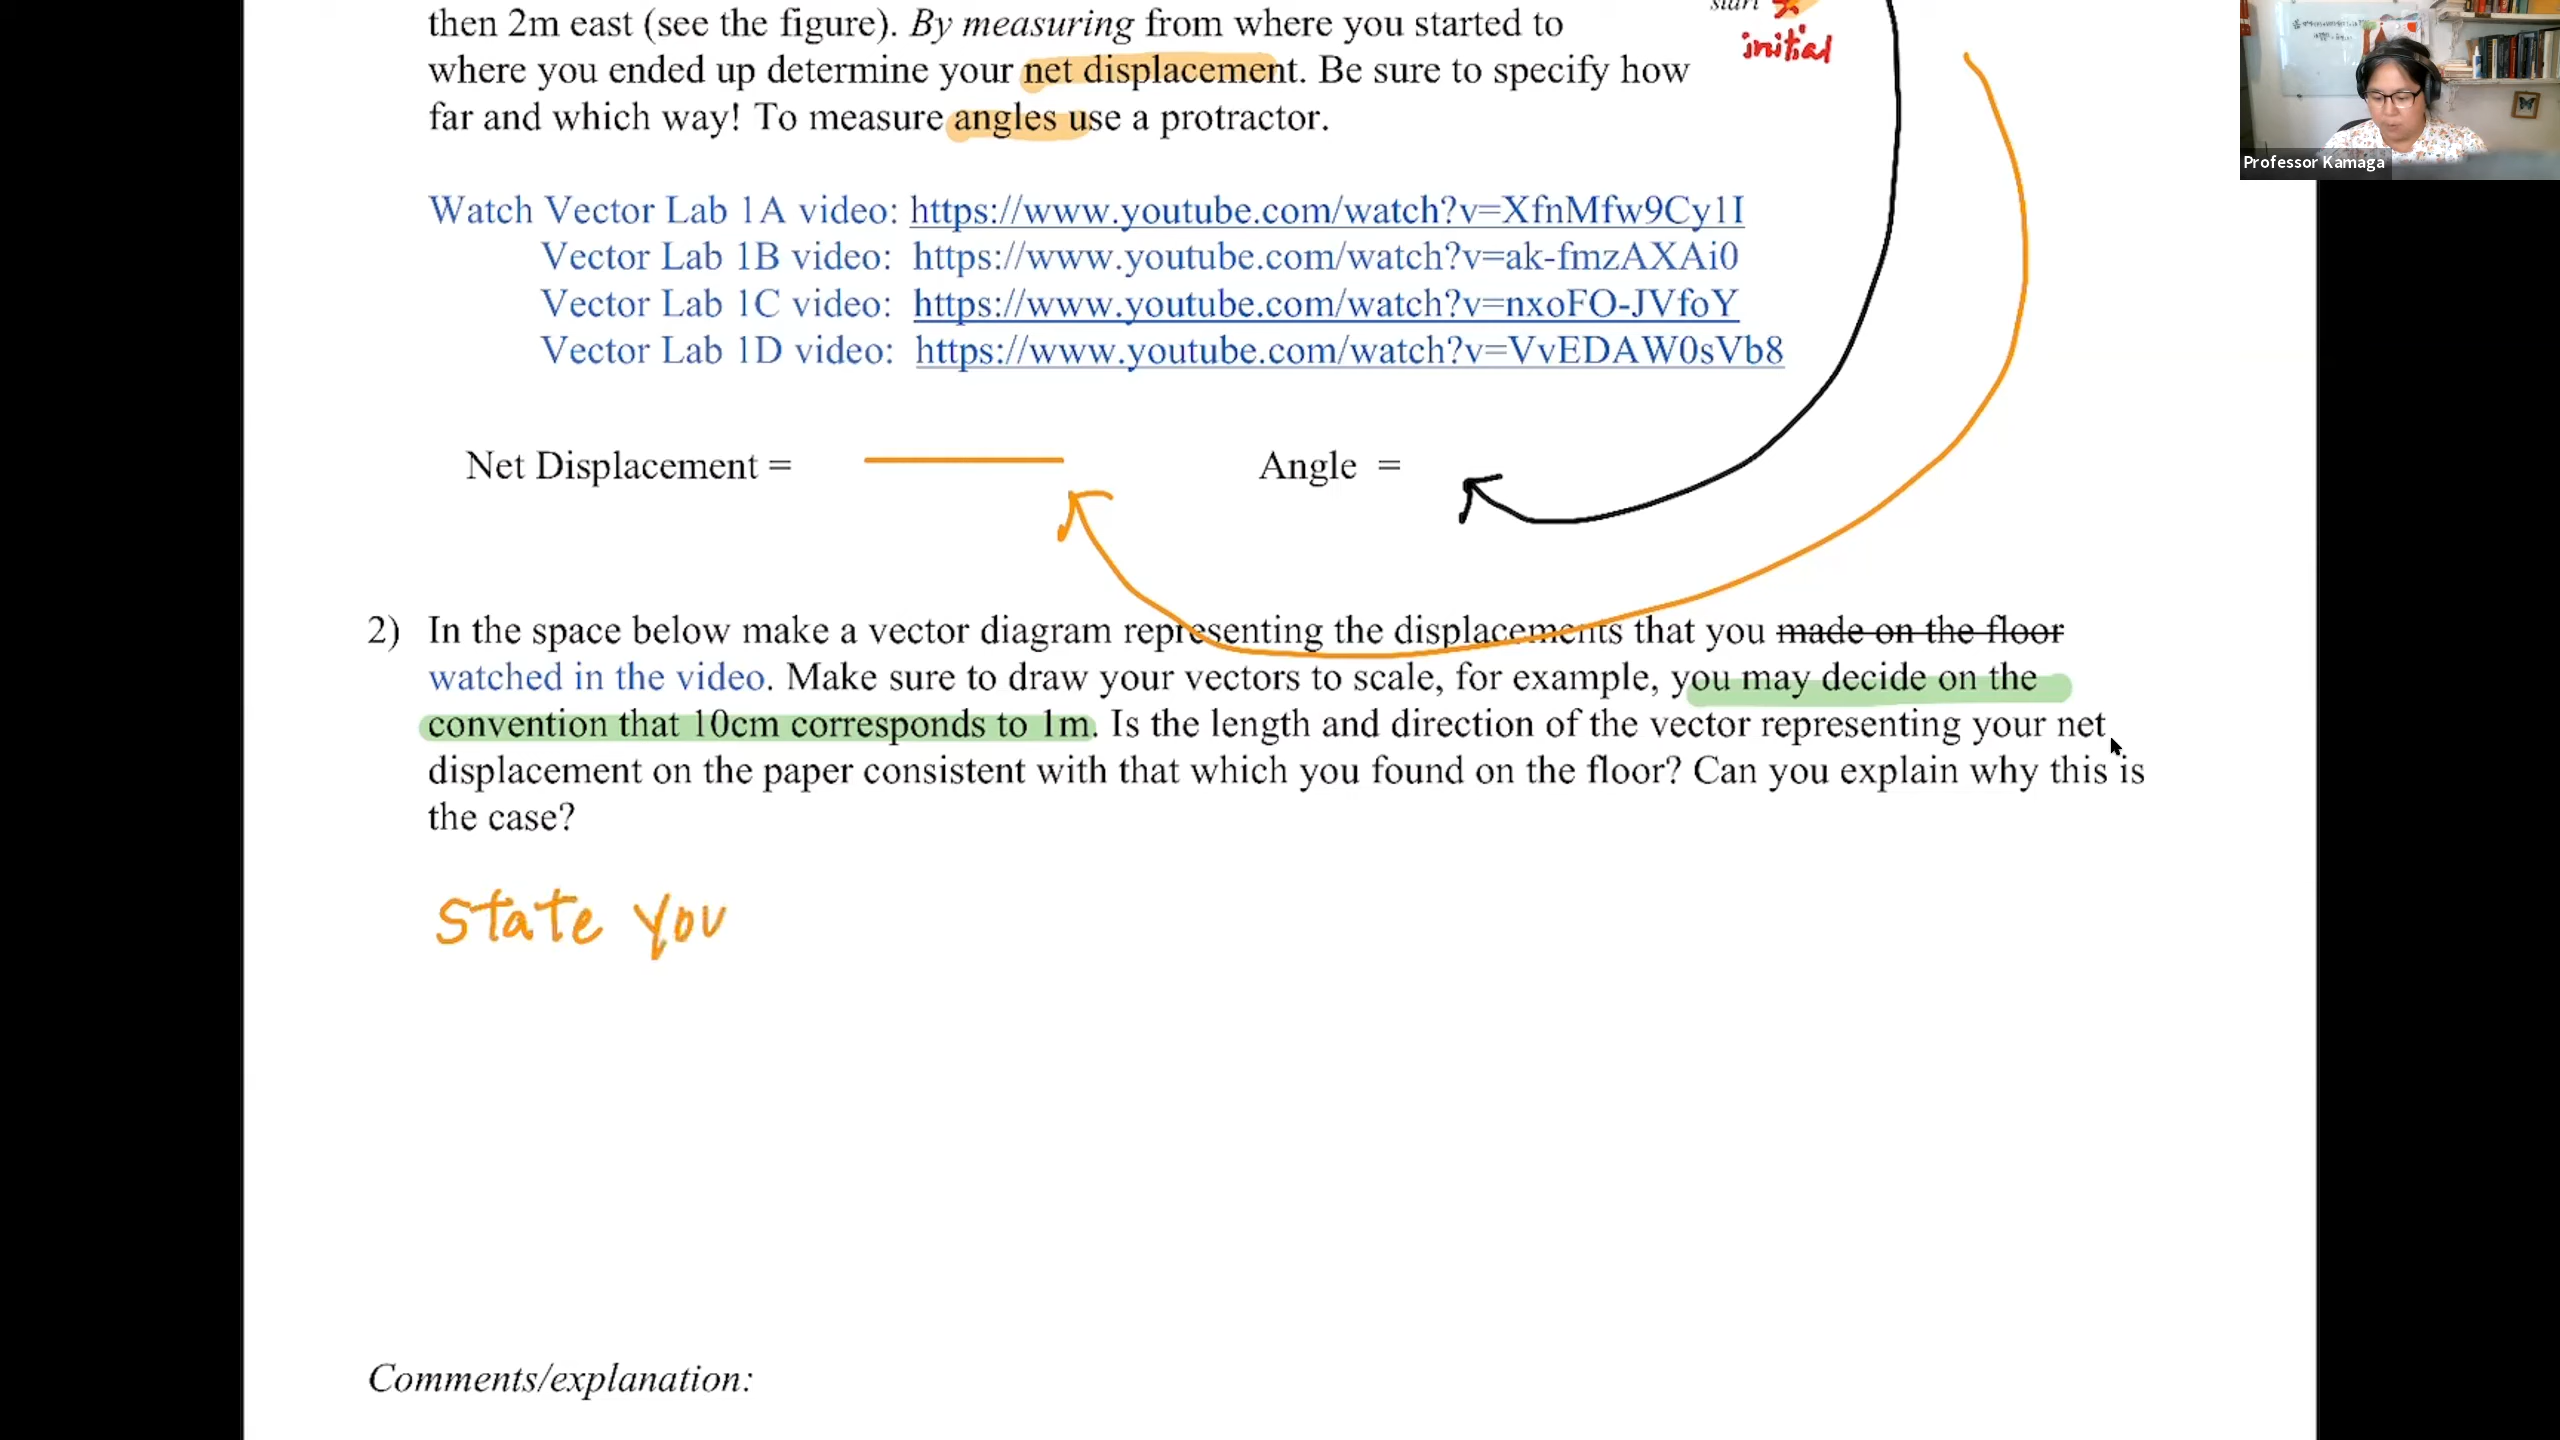 start
initial
then 2m east (see the figure). By measuring from where you started to
where you ended up determine your net displacement. Be sure to specify how
far and which way! To measure angles use a protractor.
Professor Kamaga
Watch Vector Lab 1A video: https://www.youtube.com/watch?v=XfnMfw9Cy1I
Vector Lab 1B video: https://www.youtube.com/watch?v=ak-fmzAXAi0
Vector Lab 1C video: https://www.youtube.com/watch?v=nxoFO-JVfoY
Vector Lab 1D video: https://www.youtube.com/watch?v=VvEDAW0sVb8
Net Displacement = Angle =
2) In the space below make a vector diagram representing the displacements that you made on the floor
watched in the video. Make sure to draw your vectors to scale, for example, you may decide on the
convention that 10cm corresponds to 1m. Is the length and direction of the vector representing your net
displacement on the paper consistent with that which you found on the floor? Can you explain why this is
the case?
State you
Comments/explanation: